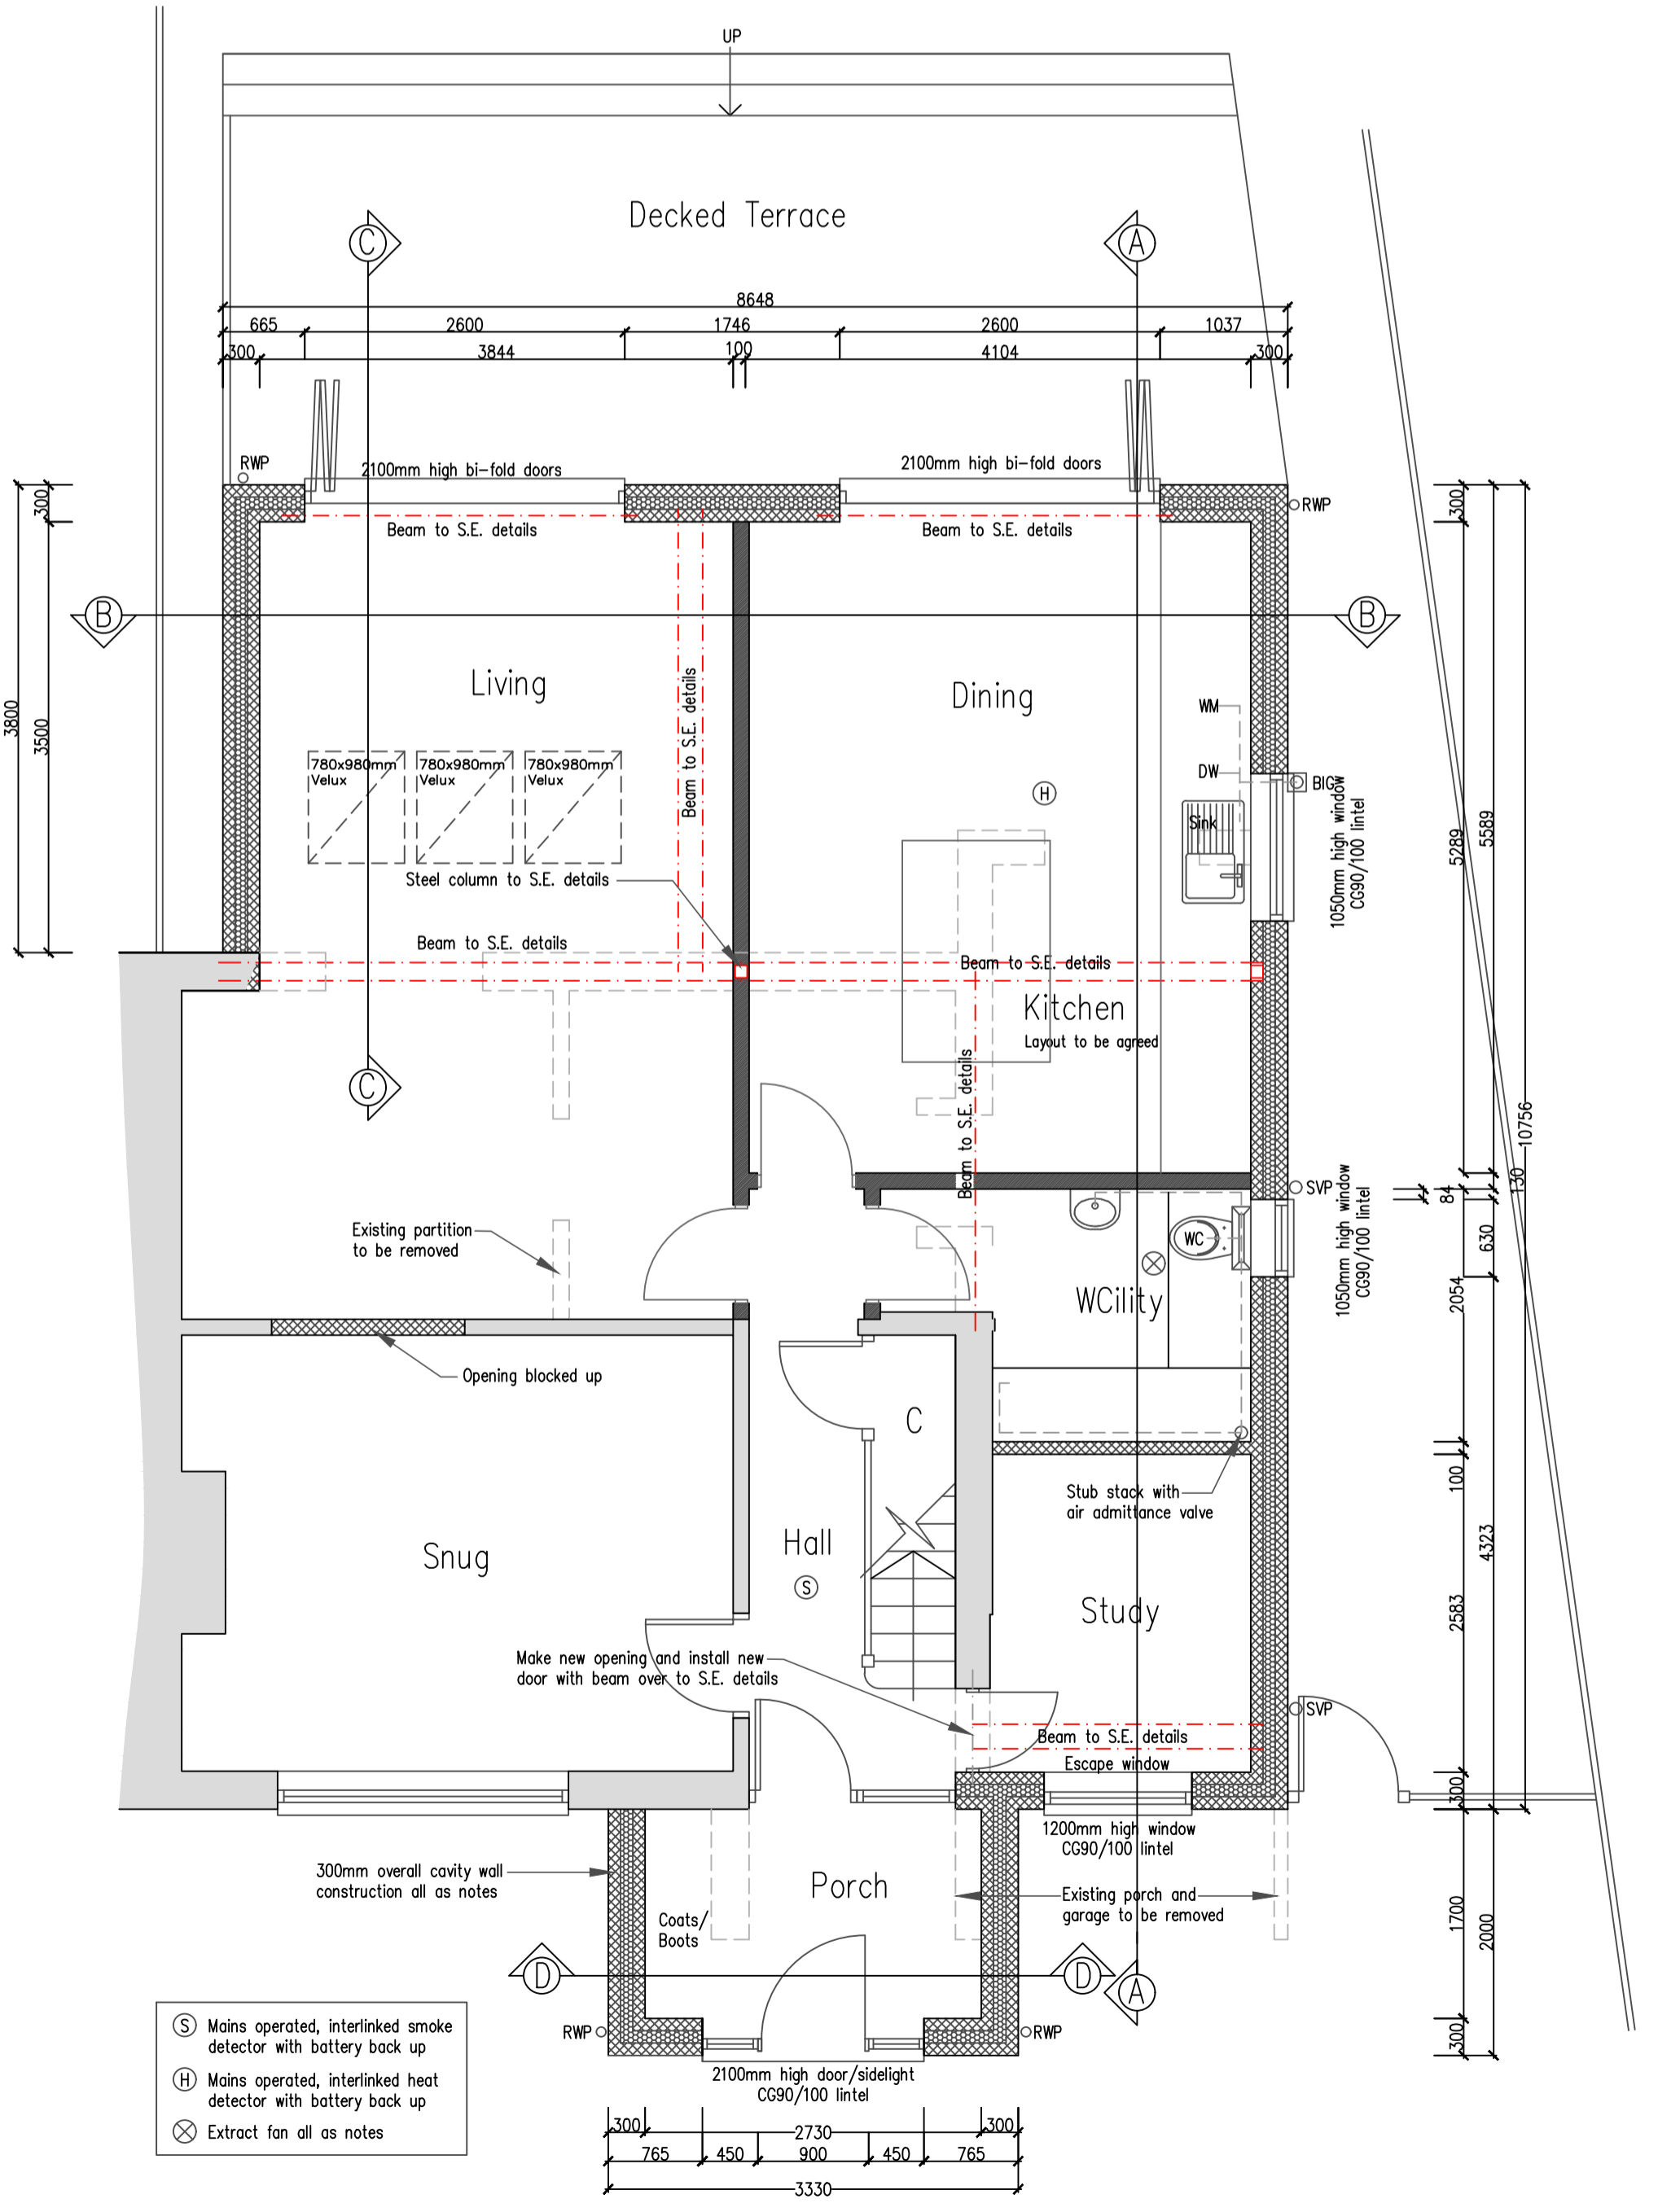 UP
Decked Terrace
C
A
8648
665
2600
1746
2600
1037
300
3844
100
4104
300
RWP
2100mm high bi-fold doors
2100mm high bi-fold doors
RWP
300
300
Beam to S.E. details
Beam to S.E. details
B
B
Living
Dining
Beam to S.E. details
WM
DW
3800
3500
780x980mm
Velux
780x980mm
Velux
780x980mm
Velux
H
BIG
Sink
1050mm high window
CG90/100 lintel
5289
5589
Steel column to S.E. details
Beam to S.E. details
Beam to S.E. details
Kitchen
Layout to be agreed
C
Beam to S.E. details
10756
130
SVP
84
1050mm high window
CG90/100 lintel
630
Existing partition
to be removed
WC
WCility
2054
Opening blocked up
C
Stub stack with
air admittance valve
100
Snug
Hall
S
Study
4323
2583
Make new opening and install new
door with beam over to S.E. details
SVP
Beam to S.E. details
Escape window
300
1200mm high window
CG90/100 lintel
300mm overall cavity wall
construction all as notes
Porch
Existing porch and
garage to be removed
Coats/
Boots
1700
2000
D
D
A
S
Mains operated, interlinked smoke
detector with battery back up
H
Mains operated, interlinked heat
detector with battery back up
Extract fan all as notes
RWP
RWP
300
2100mm high door/sidelight
CG90/100 lintel
300
2730
300
765
450
900
450
765
3330